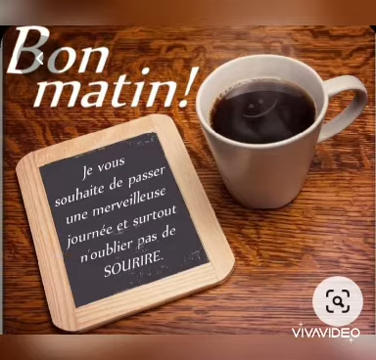 Bon
matin!
Je vous
souhaite de passer
une merveilleuse
journée et surtout
n'oublier pas de
SOURIRE.
VIVAVIDEO